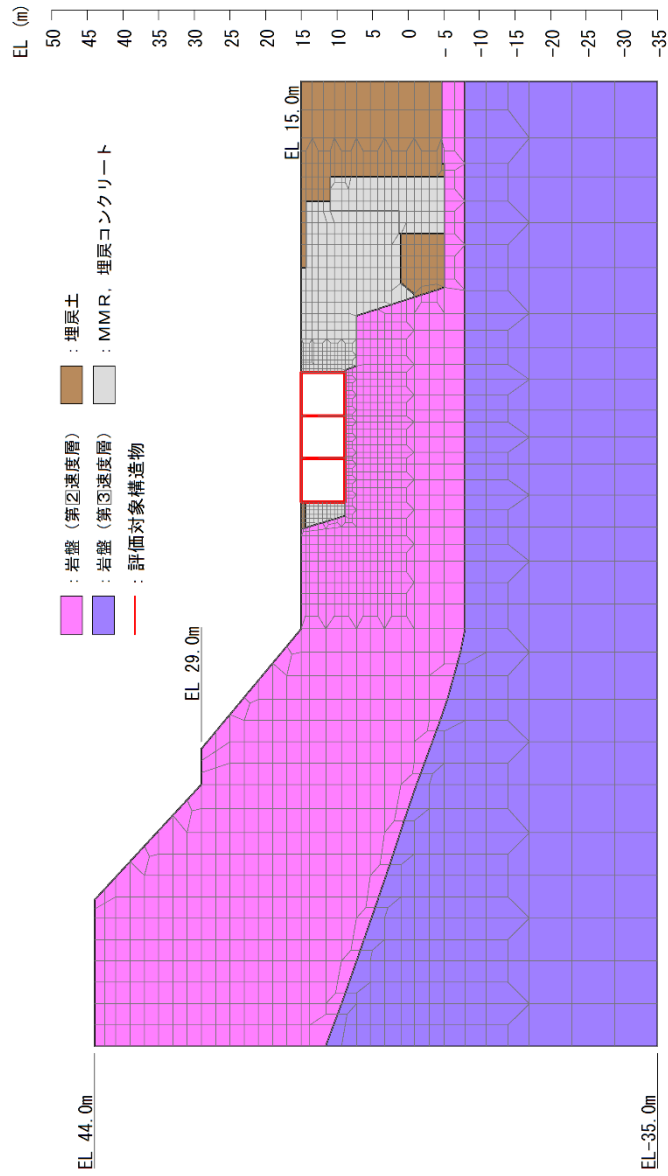 EL (m)
50
45
40
35
30
25
20
15
10
5
0
- 5
-10
-15
-20
-25
-30
-35
：岩盤（第②速度層）
：岩盤（第③速度層）
：評価対象構造物
：埋戻土
：MMR，埋戻コンクリート
EL 44.0m
EL 29.0m
EL 15.0m
EL-35.0m